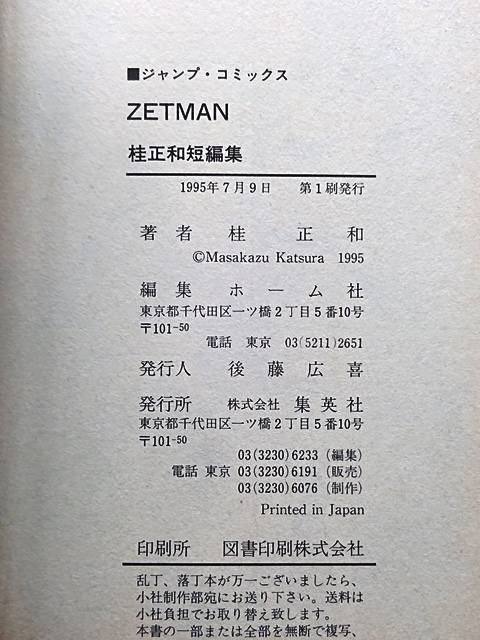 ■ジャンプ・コミックス
ZETMAN
桂正和短編集
1995年7月9日 第1刷発行
著者 桂正和
©Masakazu Katsura 1995
編集 ホーム社
東京都千代田区一ツ橋2丁目5番10号
〒101-50
電話 東京 03(5211)2651
発行人 後藤広喜
発行所 株式会社 集英社
東京都千代田区一ツ橋2丁目5番10号
〒101-50
03(3230)6233(編集)
電話 東京 03(3230)6191(販売)
03(3230)6076(制作)
Printed in Japan
印刷所 図書印刷株式会社
乱丁、落丁本が万一ございましたら、
小社制作部宛にお送り下さい。送料は
小社負担でお取り替え致します。
本書の一部または全部を無断で複写、